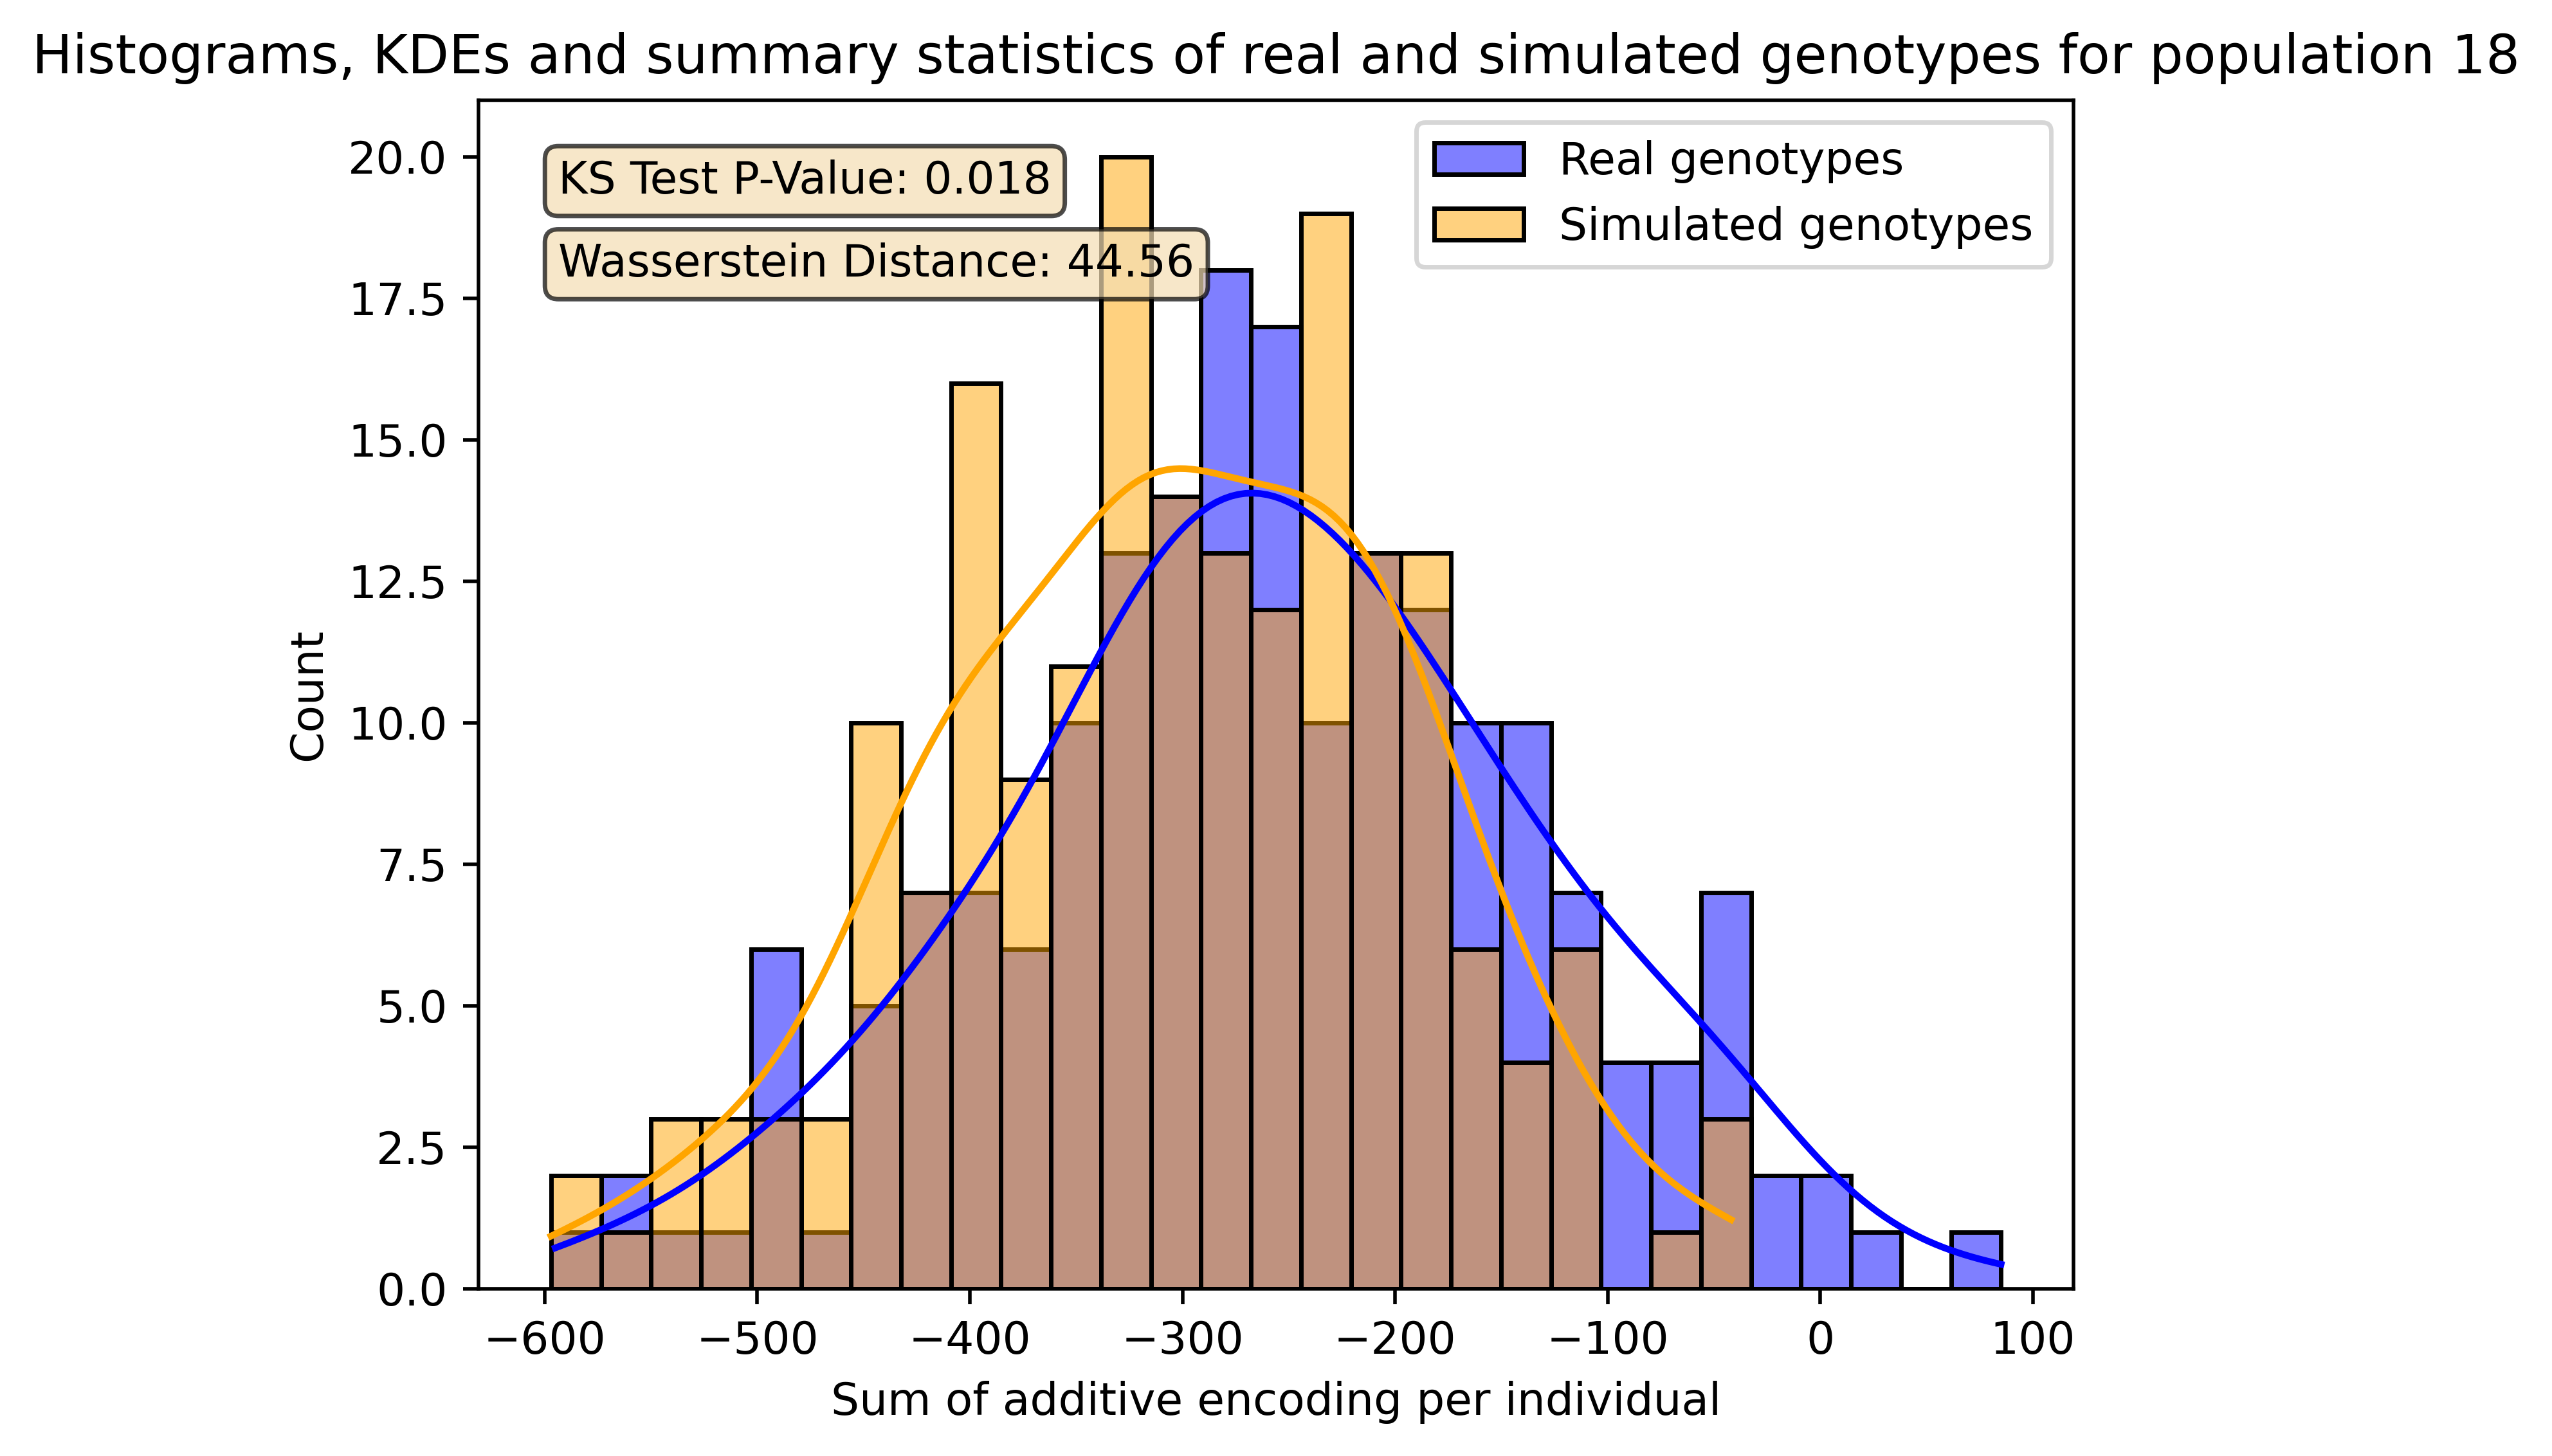 Histograms, KDEs and summary statistics of real and simulated genotypes for population 18
KS Test P-Value: 0.018
Wasserstein Distance: 44.56
Real genotypes
Simulated genotypes
20.0
17.5
15.0
12.5
10.0
7.5
5.0
2.5
0.0
Count
−600 −500 −400 −300 −200 −100 0 100
Sum of additive encoding per individual